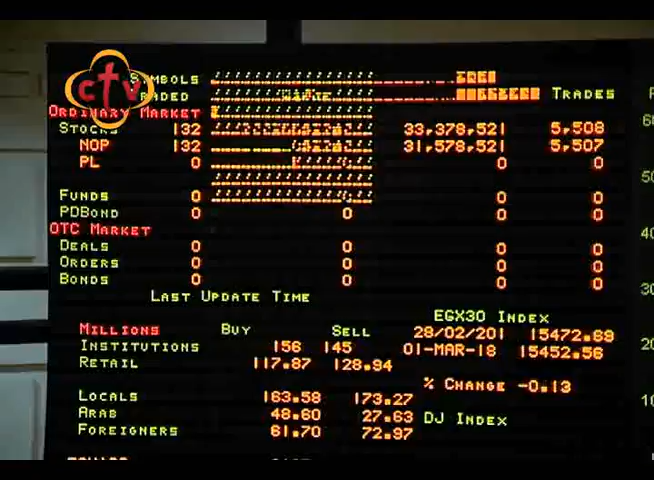 ctv
SYMBOLS
TRADED TRADES
ORDINARY MARKET
STOCKS 132 33,378,521 5,508
NOP 132 31,578,521 5,507
PL 0 0 0
FUNDS 0 0 0
PDBOND 0 0 0 0
OTC MARKET
DEALS 0 0 0 0
ORDERS 0 0 0 0
BONDS 0 0 0 0
LAST UPDATE TIME
EGX30 INDEX
MILLIONS BUY SELL 28/02/201 15472.69
INSTITUTIONS 156 145 01-MAR-18 15452.56
RETAIL 117.87 128.94
% CHANGE -0.13
LOCALS 163.58 173.27
ARAB 48.60 27.63 DJ INDEX
FOREIGNERS 61.70 72.97